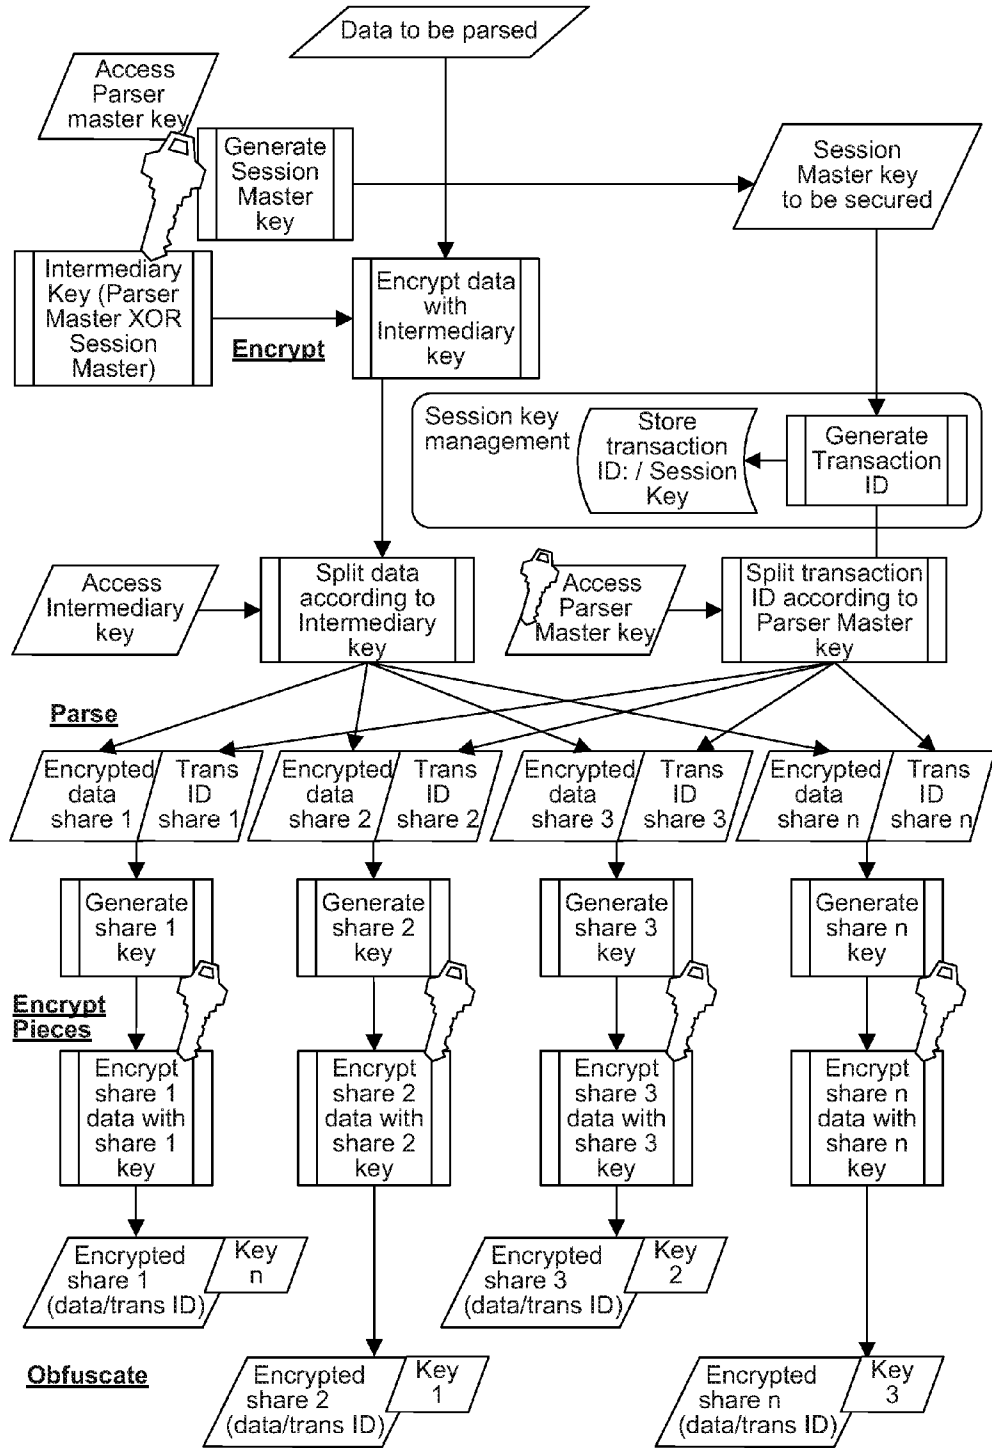 Data to be parsed
Access
Parser
master key
Generate
Session
Master
key
Session
Master key
to be secured
Intermediary
Key (Parser
Master XOR
Session
Master)
Encrypt
Encrypt data
with
Intermediary
key
Session key
management
Store
transaction
ID: / Session
Key
Generate
Transaction
ID
Access
Intermediary
key
Split data
according to
Intermediary
key
Access
Parser
Master key
Split transaction
ID according to
Parser Master
key
Parse
Encrypted
data
share 1
Trans
ID
share 1
Encrypted
data
share 2
Trans
ID
share 2
Encrypted
data
share 3
Trans
ID
share 3
Encrypted
data
share n
Trans
ID
share n
Generate
share 1
key
Generate
share 2
key
Generate
share 3
key
Generate
share n
key
Encrypt
Pieces
Encrypt
share 1
data with
share 1
key
Encrypt
share 2
data with
share 2
key
Encrypt
share 3
data with
share 3
key
Encrypt
share n
data with
share n
key
Encrypted
share 1
(data/trans ID)
Key
n
Encrypted
share 3
(data/trans ID)
Key
2
Obfuscate
Encrypted
share 2
(data/trans ID)
Key
1
Encrypted
share n
(data/trans ID)
Key
3